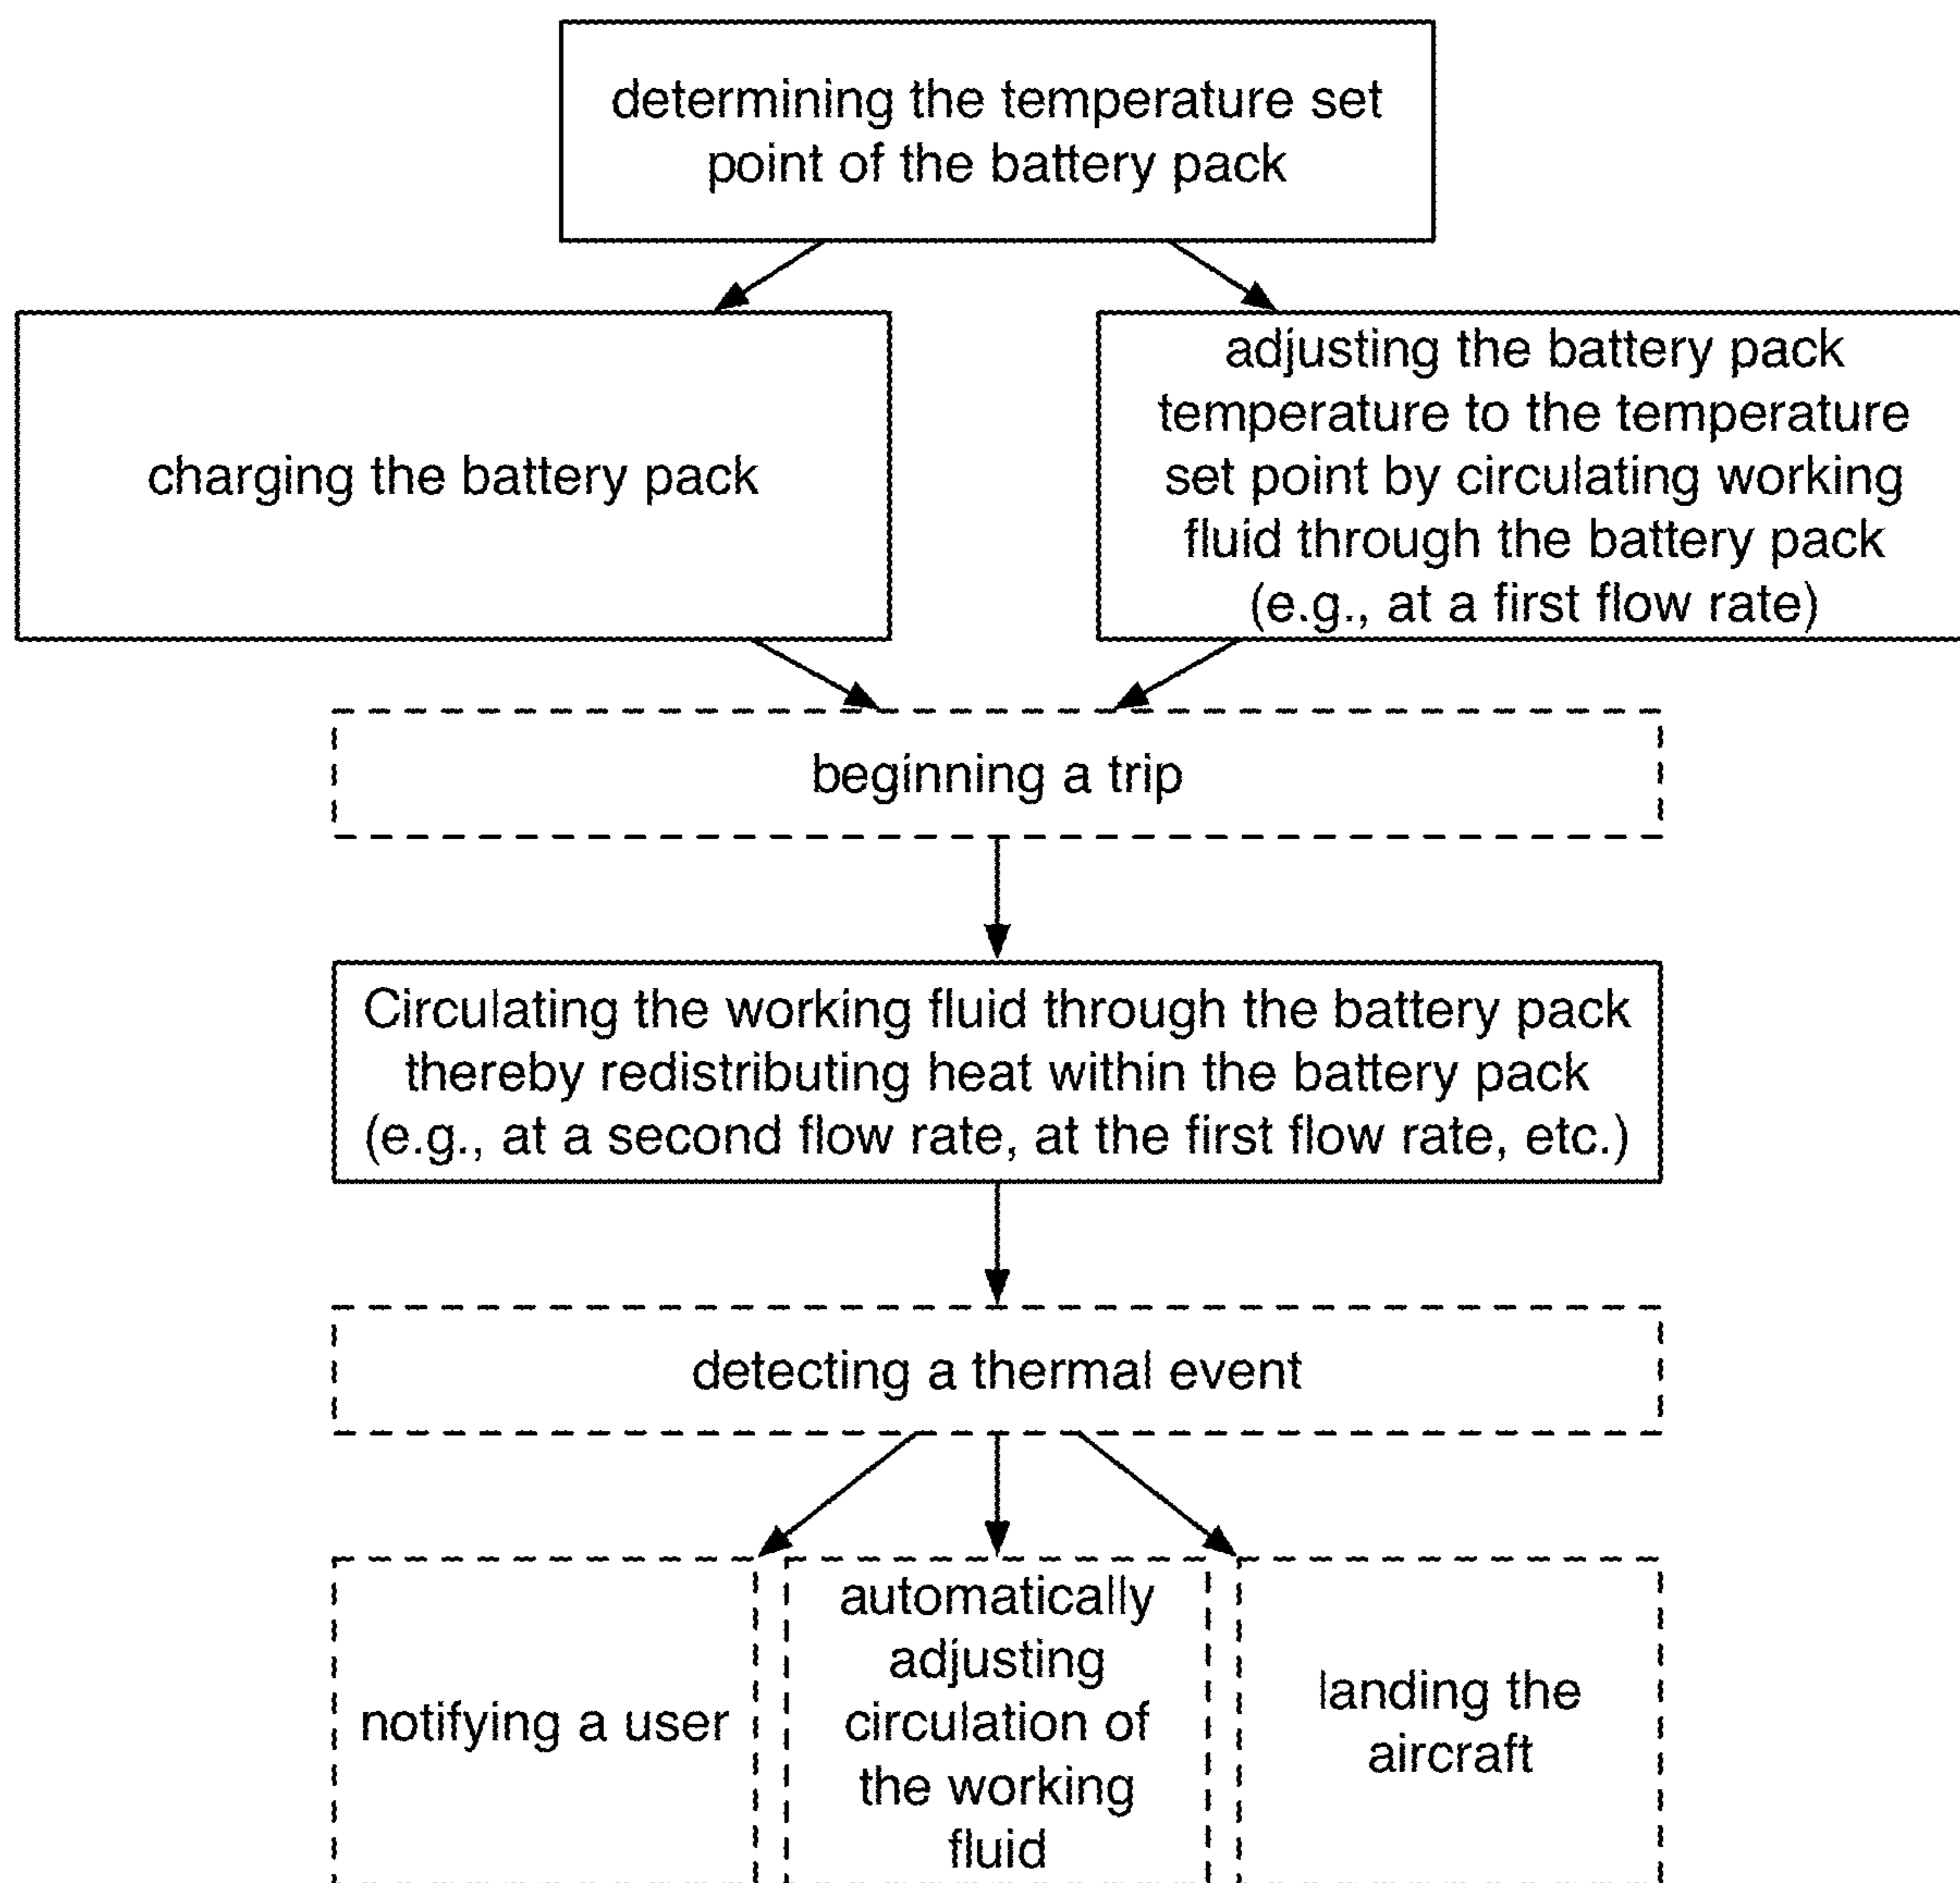 determining the temperature set
point of the battery pack
charging the battery pack
adjusting the battery pack
temperature to the temperature
set point by circulating working
fluid through the battery pack
(e.g., at a first flow rate)
beginning a trip
Circulating the working fluid through the battery pack
thereby redistributing heat within the battery pack
(e.g., at a second flow rate, at the first flow rate, etc.)
detecting a thermal event
notifying a user
automatically
adjusting
circulation of
the working
fluid
landing the
aircraft